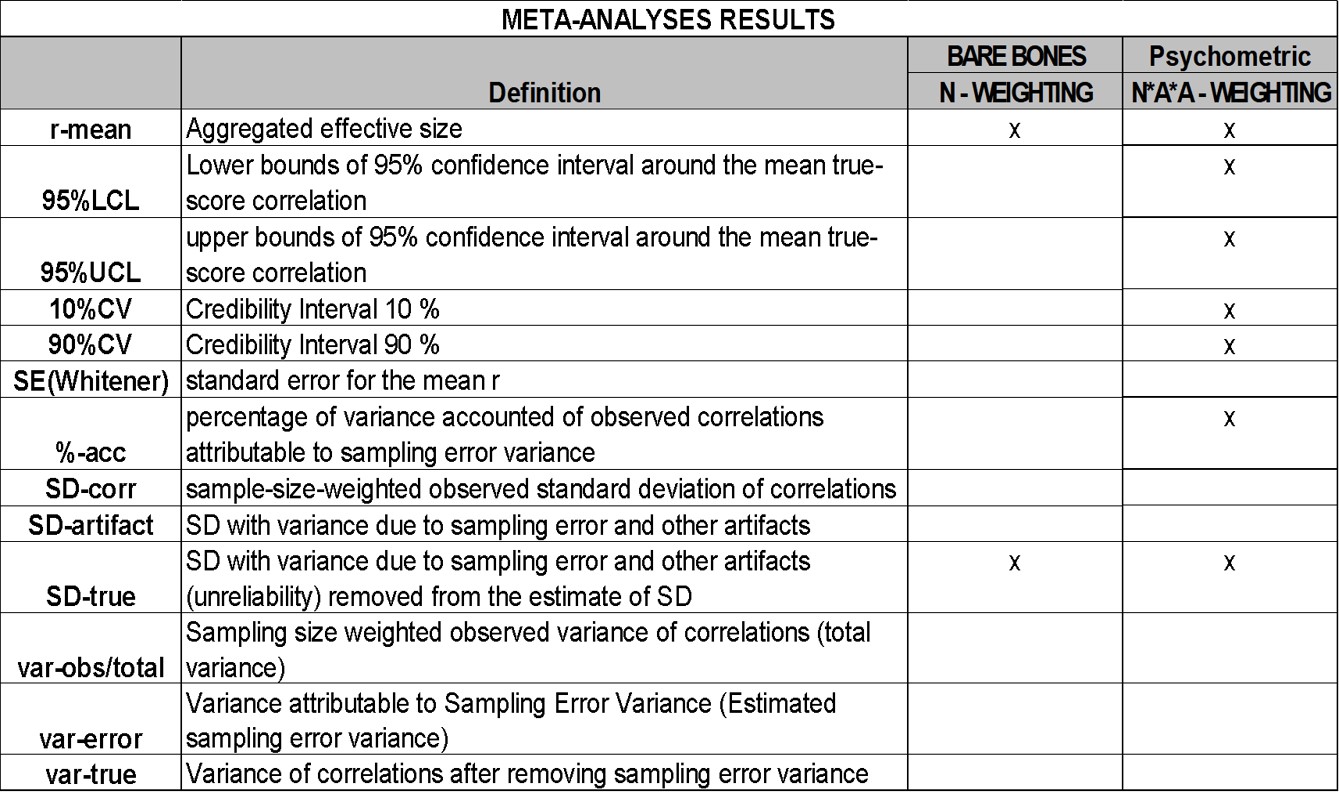 META-ANALYSES RESULTS
BARE BONES Psychometric
Definition N - WEIGHTING N*A*A - WEIGHTING
r-mean Aggregated effective size x x
Lower bounds of 95% confidence interval around the mean true- x
95%LCL score correlation
upper bounds of 95% confidence interval around the mean true- x
95%UCL score correlation
10%CV Credibility Interval 10 % x
90%CV Credibility Interval 90 % x
SE(Whitener) standard error for the mean r
percentage of variance accounted of observed correlations x
%-acc attributable to sampling error variance
SD-corr sample-size-weighted observed standard deviation of correlations
SD-artifact SD with variance due to sampling error and other artifacts
SD with variance due to sampling error and other artifacts x x
SD-true (unreliability) removed from the estimate of SD
Sampling size weighted observed variance of correlations (total
var-obs/total variance)
Variance attributable to Sampling Error Variance (Estimated
var-error sampling error variance)
var-true Variance of correlations after removing sampling error variance